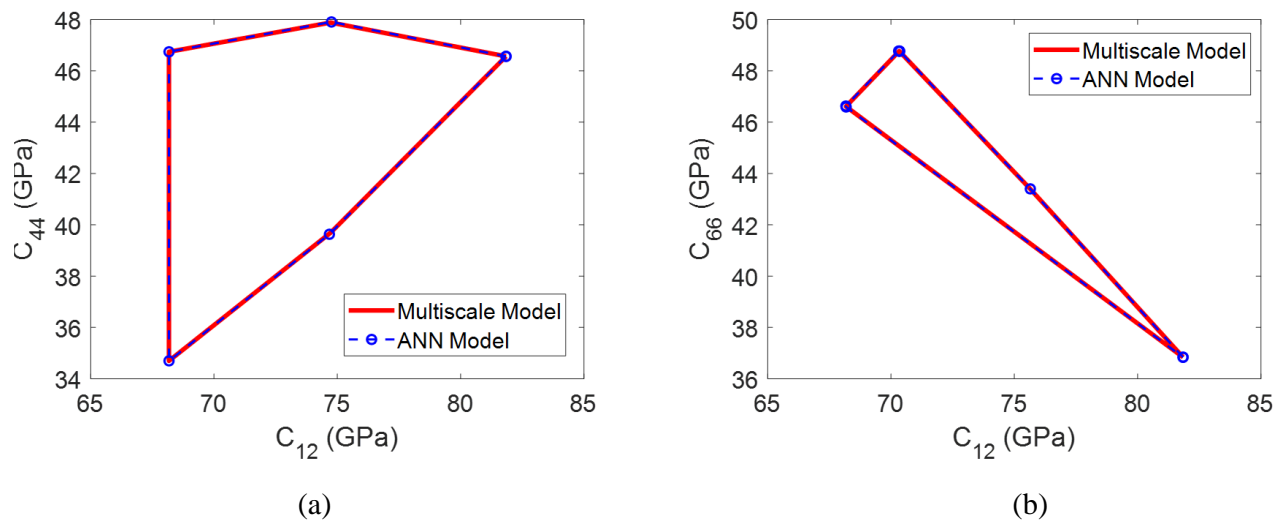 48
46
44
42
40
38
36
34
C44 (GPa)
65 70 75 80 85
C12 (GPa)
Multiscale Model
ANN Model
(a)
50
48
46
44
42
40
38
36
C66 (GPa)
65 70 75 80 85
C12 (GPa)
Multiscale Model
ANN Model
(b)